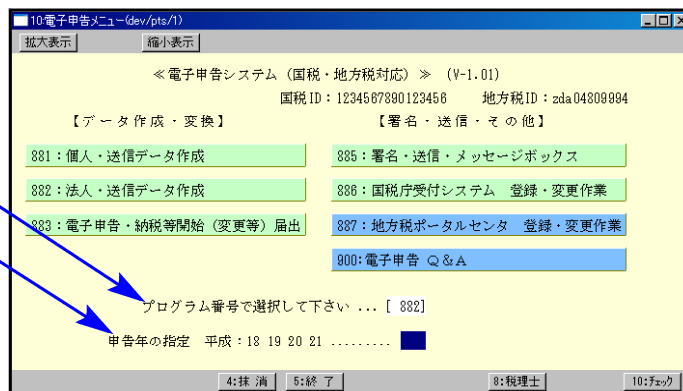 10:電子申告メニュー(dev/pts/1)
拡大表示 縮小表示
≪電子申告システム（国税・地方税対応）≫ (V-1.01)
国税ID：1234567890123456 地方税ID：zda04809994
【データ作成・変換】 【署名・送信・その他】
881：個人・送信データ作成 885：署名・送信・メッセージボックス
882：法人・送信データ作成 886：国税庁受付システム 登録・変更作業
883：電子申告・納税等開始（変更等）届出 887：地方税ポータルセンタ 登録・変更作業
900：電子申告 Ｑ＆Ａ
プログラム番号で選択して下さい ... [ 882]
申告年の指定 平成：18 19 20 21 .........
4:抹 消 5:終 了 8:税理士 10:ﾁｪｯｸ